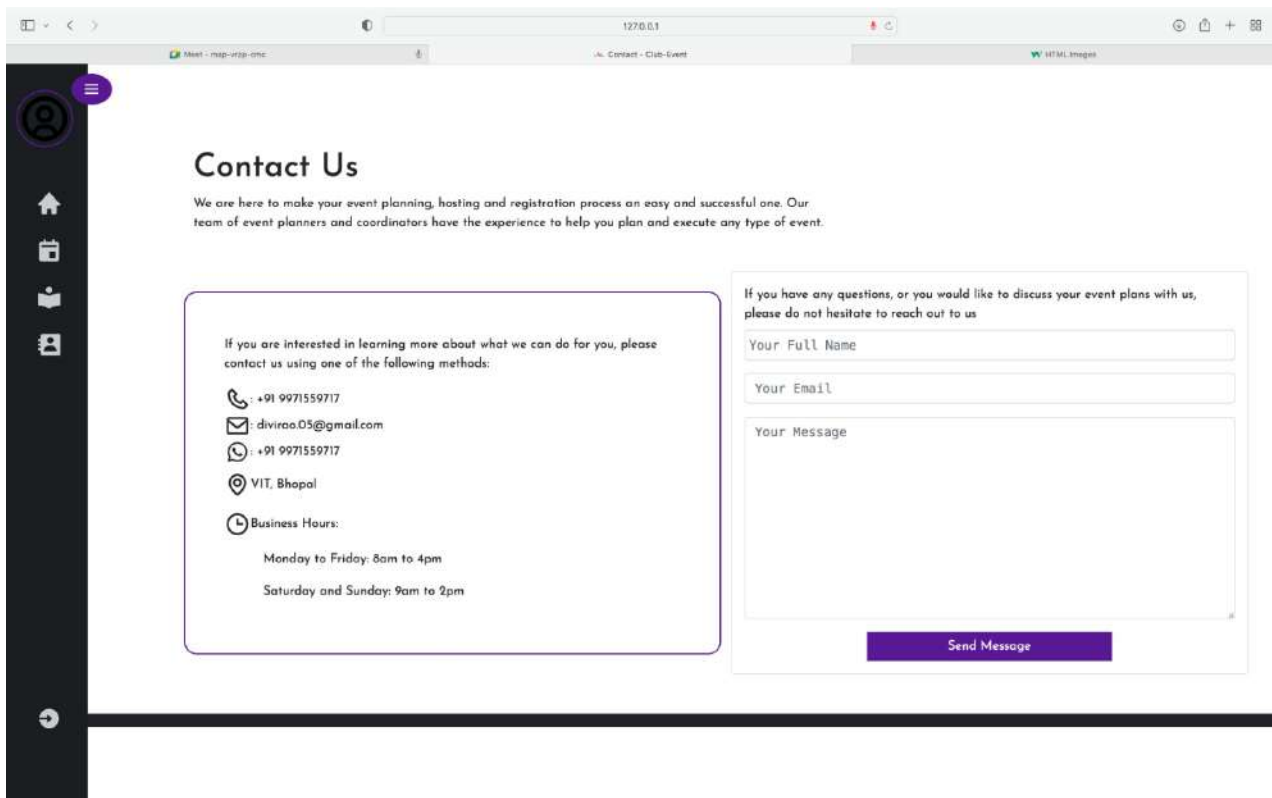 127.0.0.1
Meet - map-vrzp-cmc
Contact - Club-Event
HTML Images
Contact Us
We are here to make your event planning, hosting and registration process an easy and successful one. Our
team of event planners and coordinators have the experience to help you plan and execute any type of event.
If you are interested in learning more about what we can do for you, please
contact us using one of the following methods:
: +91 9971559717
: divirao.05@gmail.com
: +91 9971559717
VIT, Bhopal
Business Hours:
Monday to Friday: 8am to 4pm
Saturday and Sunday: 9am to 2pm
If you have any questions, or you would like to discuss your event plans with us,
please do not hesitate to reach out to us
Your Full Name
Your Email
Your Message
Send Message